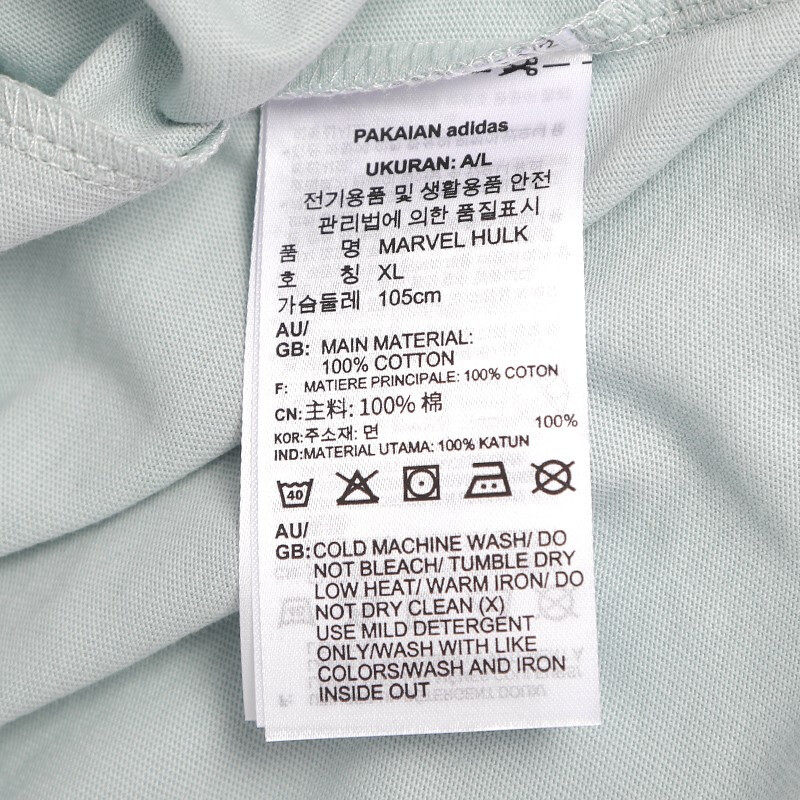 PAKAIAN adidas
UKURAN: A/L
전기용품 및 생활용품 안전
관리법에 의한 품질표시
품 명 MARVEL HULK
호 칭 XL
가슴둘레 105cm
AU/
GB: MAIN MATERIAL:
100% COTTON
F: MATIERE PRINCIPALE: 100% COTON
CN:主料: 100% 棉
KOR:주소재: 면 100%
IND:MATERIAL UTAMA: 100% KATUN
40
AU/
GB:COLD MACHINE WASH/ DO
NOT BLEACH/ TUMBLE DRY
LOW HEAT/ WARM IRON/ DO
NOT DRY CLEAN (X)
USE MILD DETERGENT
ONLY/WASH WITH LIKE
COLORS/WASH AND IRON
INSIDE OUT